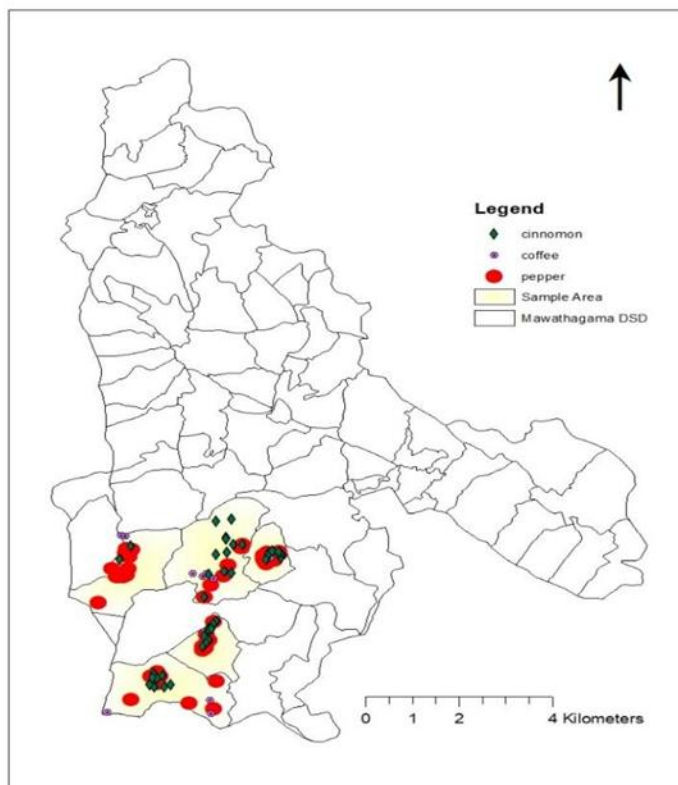 Legend
cinnomon
coffee
pepper
Sample Area
Mawathagama DSD
0 1 2 4 Kilometers